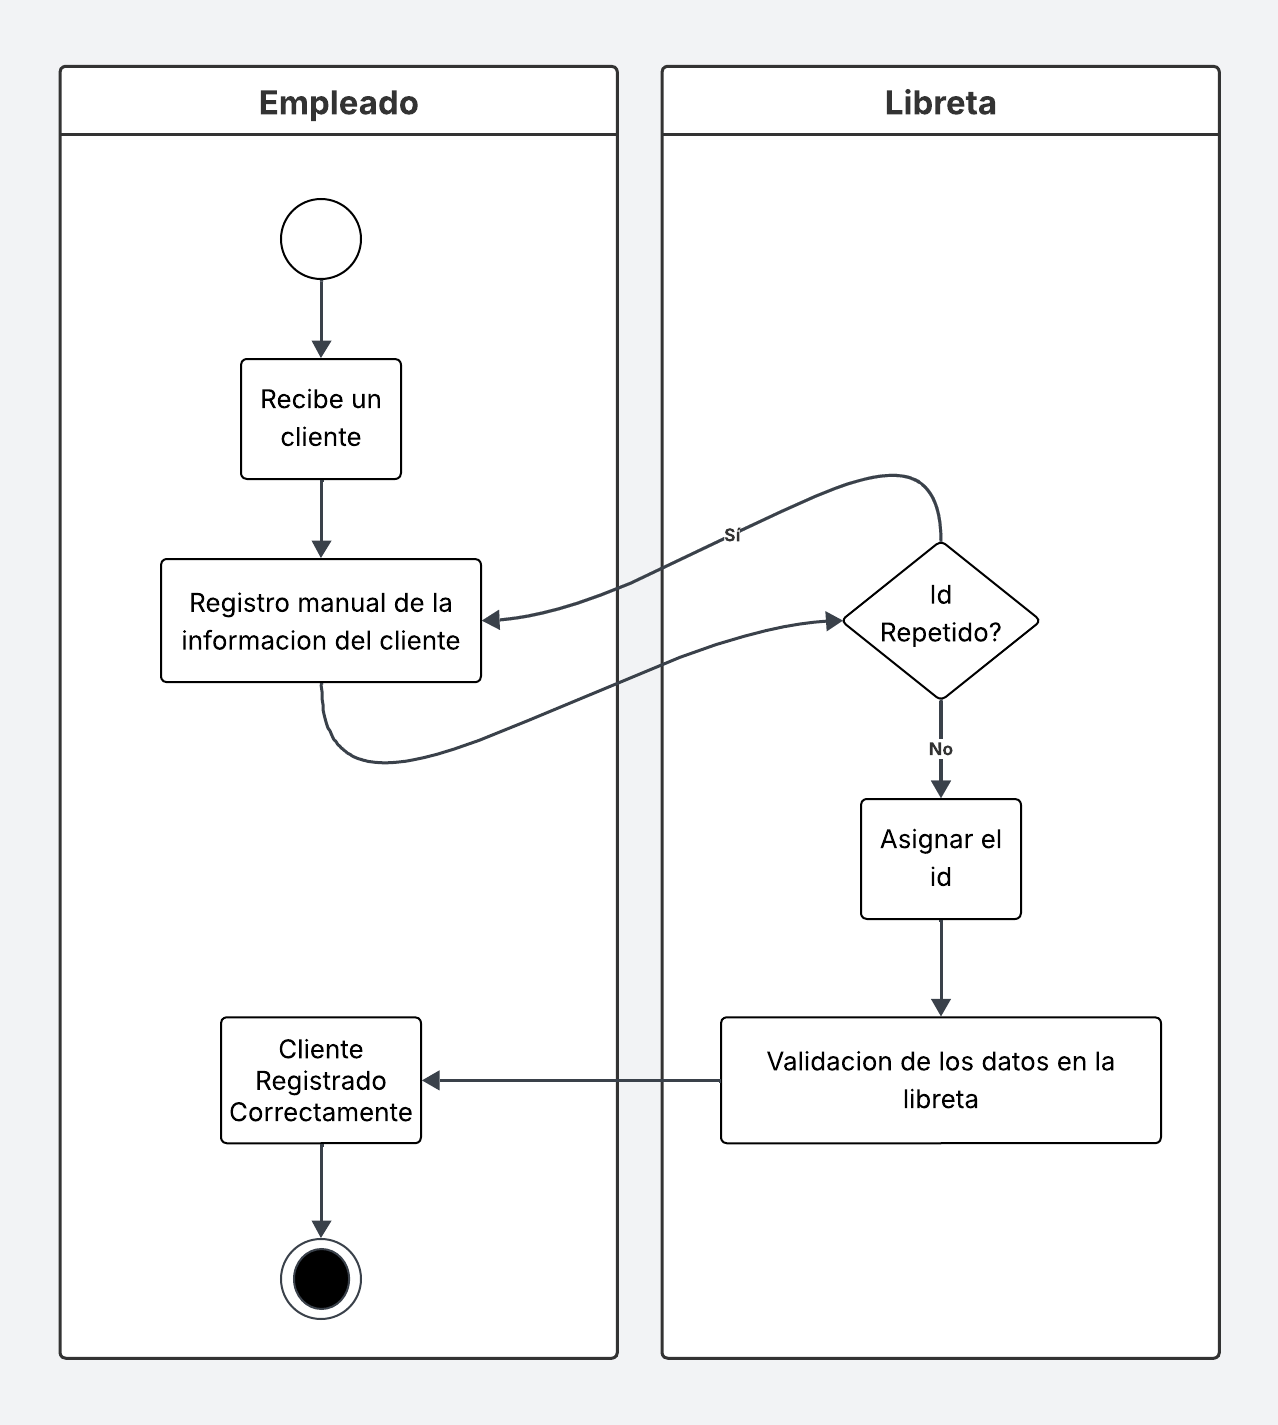 Empleado
Libreta
Recibe un
cliente
Sí
Registro manual de la
informacion del cliente
Id
Repetido?
No
Asignar el
id
Validacion de los datos en la
libreta
Cliente
Registrado
Correctamente